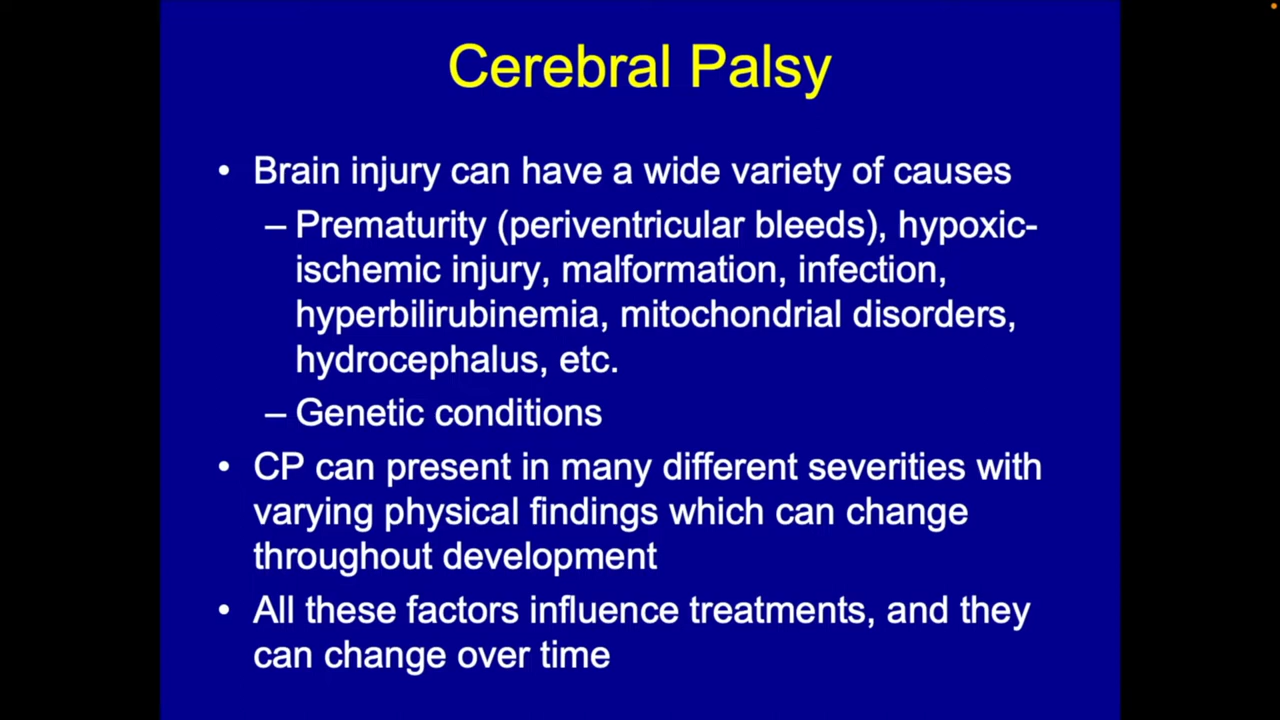 Cerebral Palsy
• Brain injury can have a wide variety of causes
– Prematurity (periventricular bleeds), hypoxic-
ischemic injury, malformation, infection,
hyperbilirubinemia, mitochondrial disorders,
hydrocephalus, etc.
– Genetic conditions
• CP can present in many different severities with
varying physical findings which can change
throughout development
• All these factors influence treatments, and they
can change over time